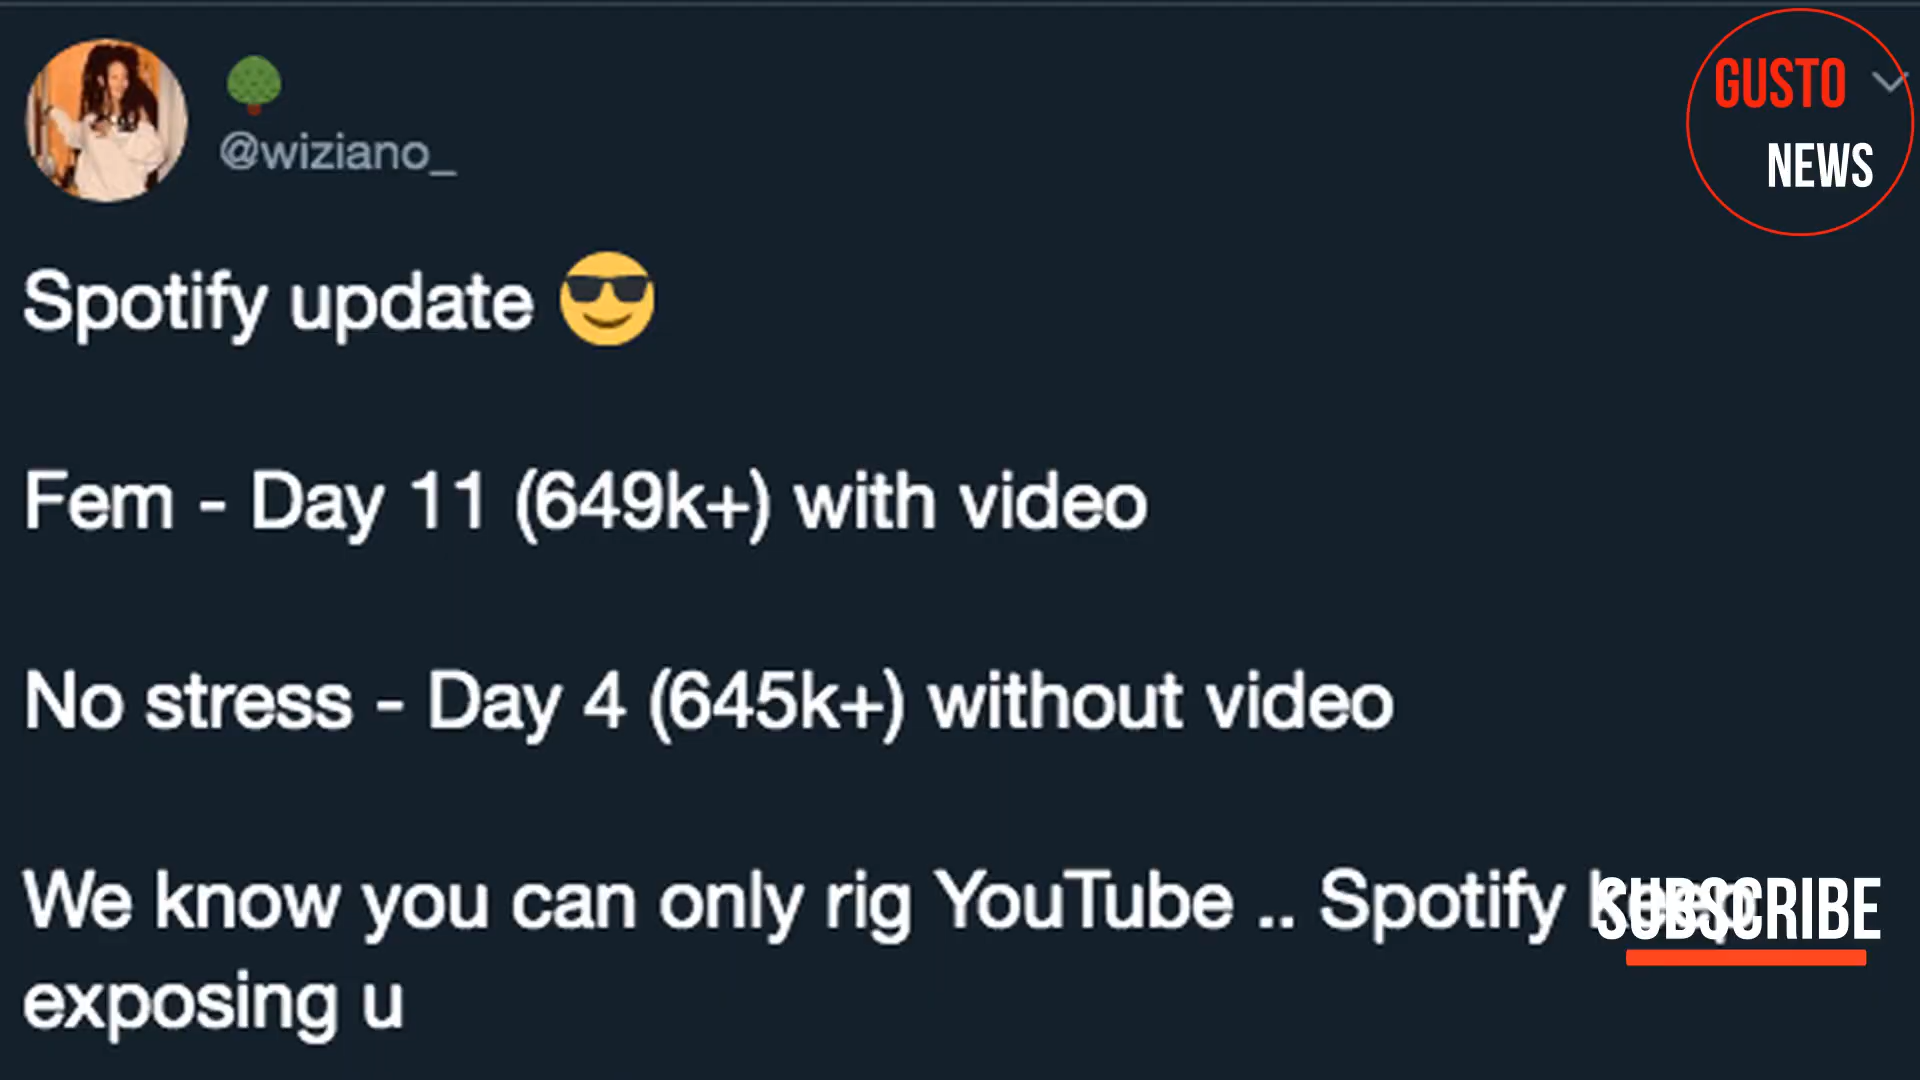 @wiziano_
GUSTO
NEWS
Spotify update 😎
Fem - Day 11 (649k+) with video
No stress - Day 4 (645k+) without video
We know you can only rig YouTube .. Spotify keep
exposing u
SUBSCRIBE